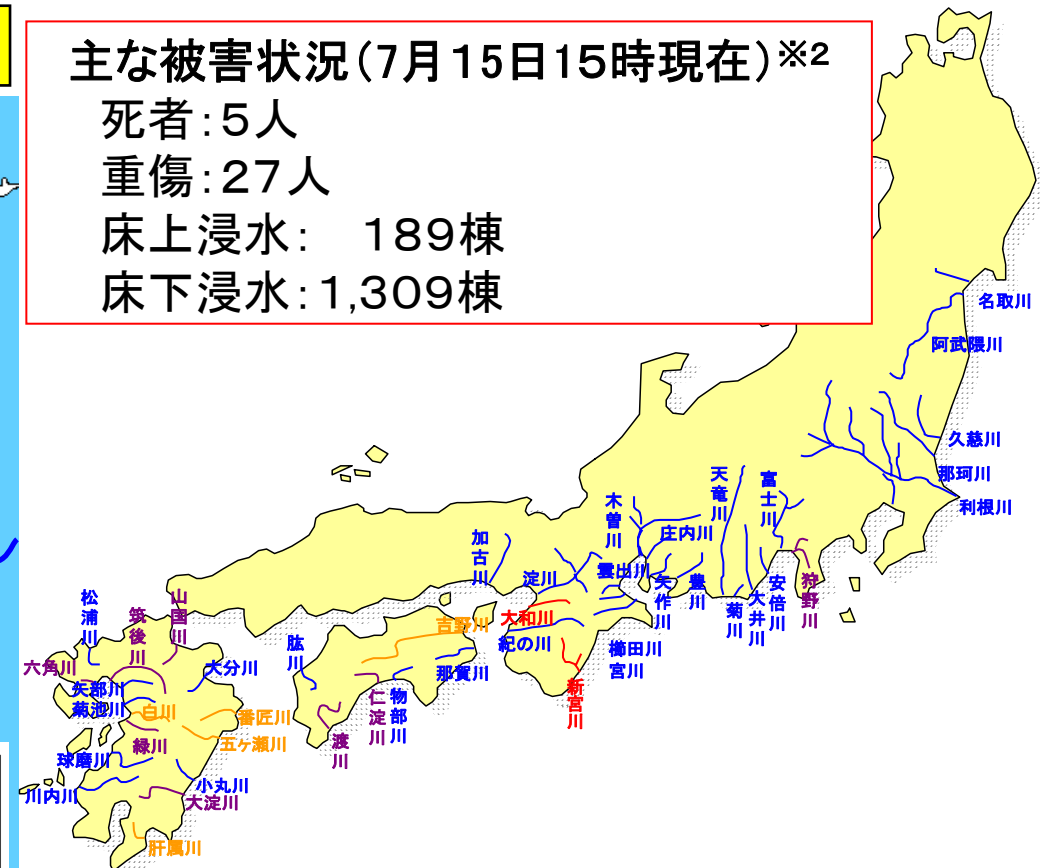 主な被害状況(7月15日15時現在)※2
死者:5人
重傷:27人
床上浸水: 189棟
床下浸水:1,309棟
名取川
阿武隈川
久慈川
那珂川
利根川
富士川
天竜川
木曽川
庄内川
加古川
淀川
雲出川
矢作川
豊川
菊川
大井川
安倍川
狩野川
大和川
紀の川
櫛田川
宮川
新宮川
吉野川
那賀川
物部川
仁淀川
渡川
肱川
山国川
筑後川
松浦川
六角川
大分川
矢部川
菊池川
白川
番匠川
緑川
五ヶ瀬川
球磨川
小丸川
川内川
大淀川
肝属川